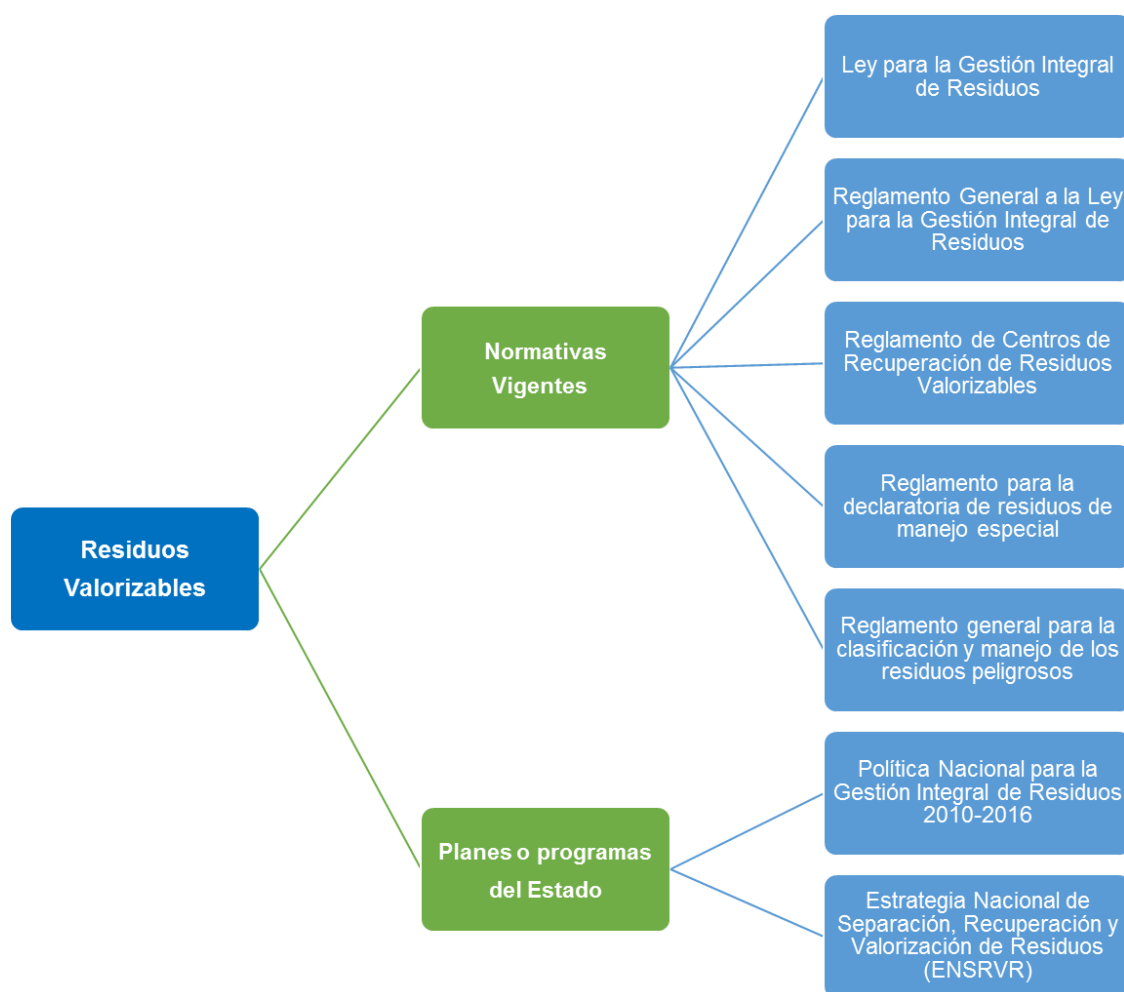 Residuos
Valorizables
Normativas
Vigentes
Ley para la Gestión Integral
de Residuos
Reglamento General a la Ley
para la Gestión Integral de
Residuos
Reglamento de Centros de
Recuperación de Residuos
Valorizables
Reglamento para la
declaratoria de residuos de
manejo especial
Reglamento general para la
clasificación y manejo de los
residuos peligrosos
Planes o programas
del Estado
Política Nacional para la
Gestión Integral de Residuos
2010-2016
Estrategia Nacional de
Separación, Recuperación y
Valorización de Residuos
(ENSRVR)